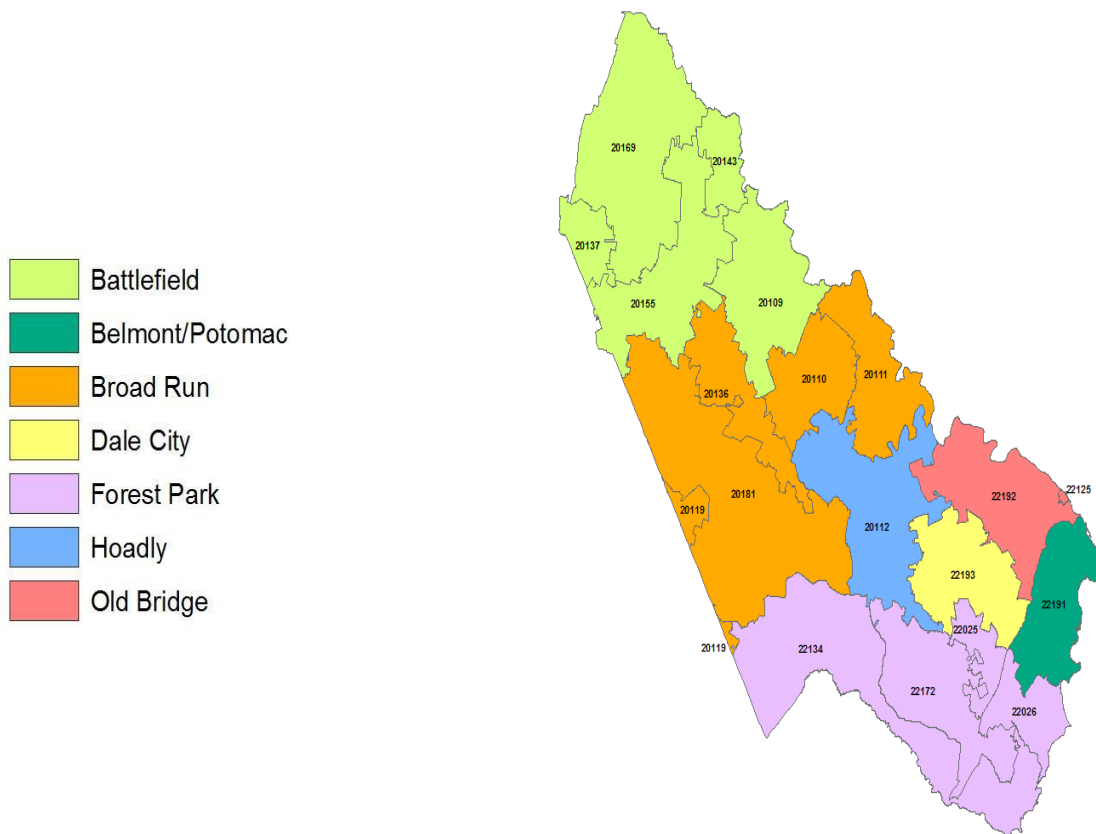 Battlefield
Belmont/Potomac
Broad Run
Dale City
Forest Park
Hoadly
Old Bridge
20169
20143
20137
20155
20109
20110
20111
20136
20181
20119
20112
22192
22125
22193
22191
22025
20119
22134
22172
22026